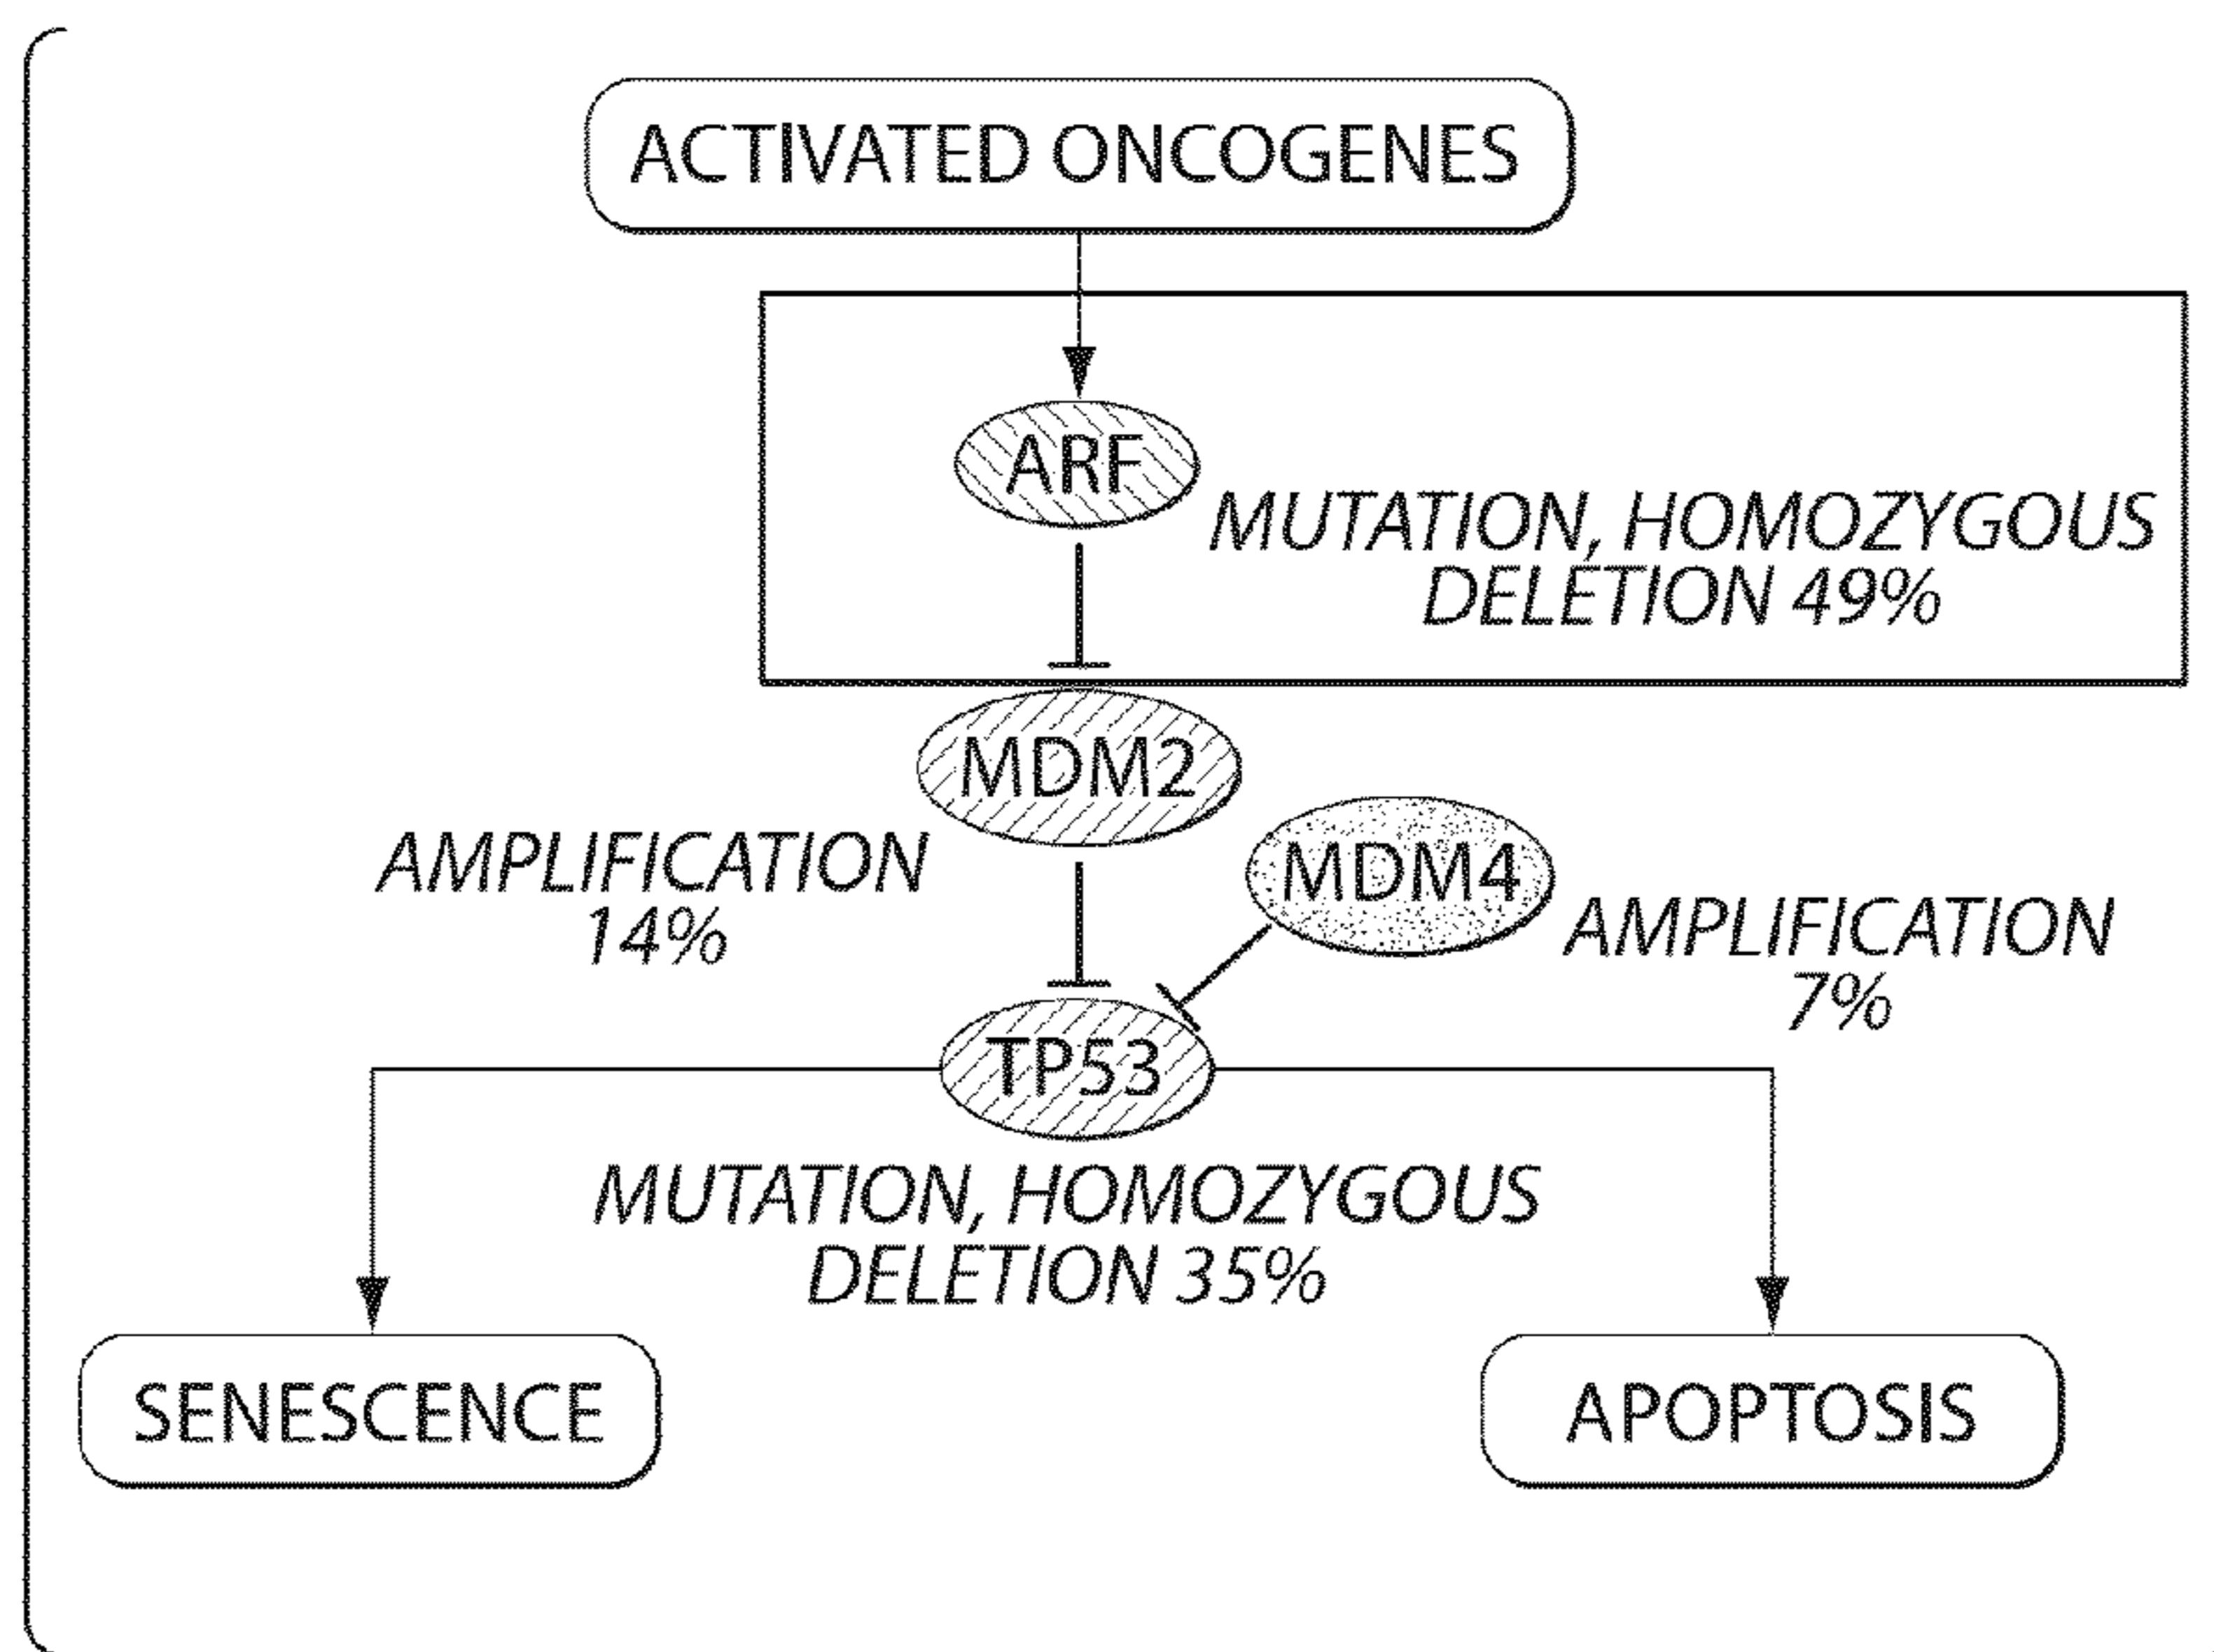 ACTIVATED ONCOGENES
ARF
MUTATION, HOMOZYGOUS
DELETION 49%
MDM2
AMPLIFICATION
14%
MDM4
AMPLIFICATION
7%
TP53
MUTATION, HOMOZYGOUS
DELETION 35%
SENESCENCE
APOPTOSIS